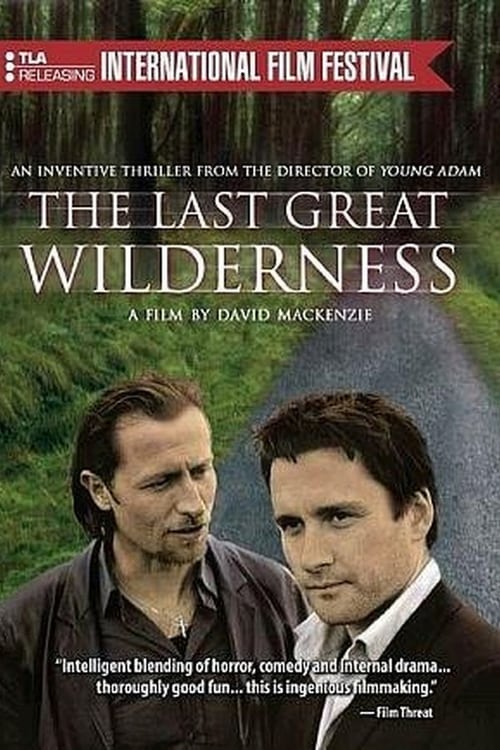 TLA
RELEASING
INTERNATIONAL FILM FESTIVAL
AN INVENTIVE THRILLER FROM THE DIRECTOR OF YOUNG ADAM
THE LAST GREAT
WILDERNESS
A FILM BY DAVID MACKENZIE
"Intelligent blending of horror, comedy and internal drama...
thoroughly good fun... this is ingenious filmmaking."
— Film Threat